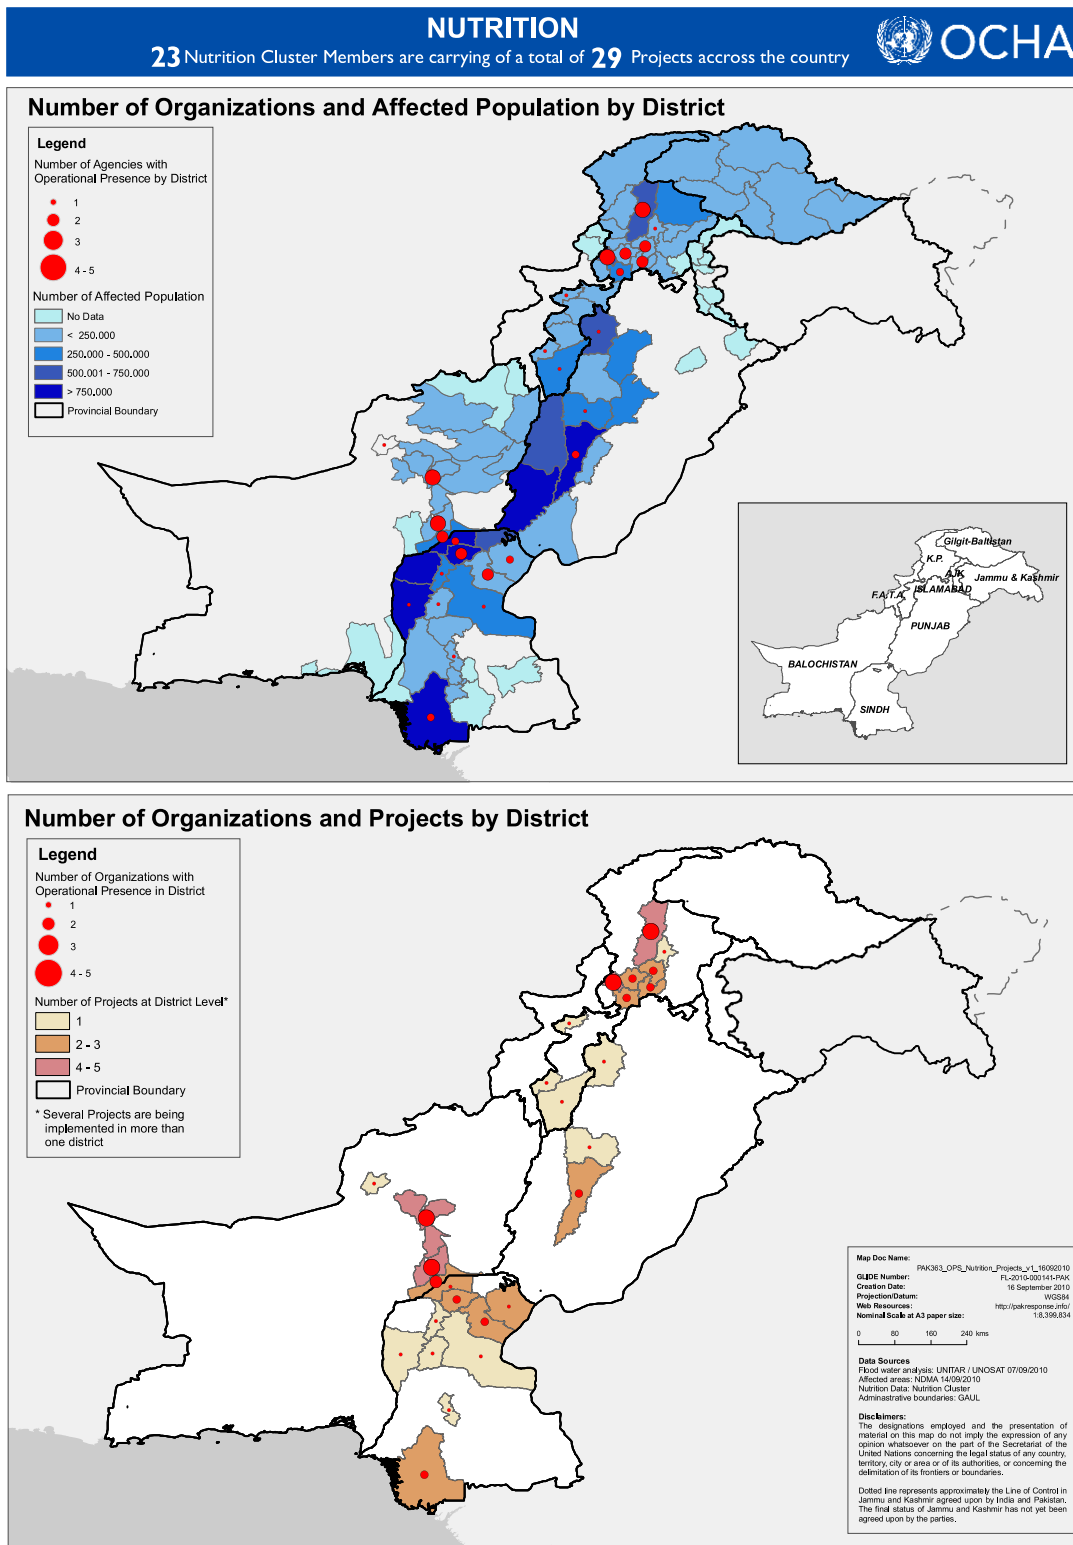 NUTRITION
23 Nutrition Cluster Members are carrying of a total of 29 Projects accross the country
OCHA
Number of Organizations and Affected Population by District
Legend
Number of Agencies with
Operational Presence by District
1
2
3
4 - 5
Number of Affected Population
No Data
< 250.000
250.000 - 500.000
500.001 - 750.000
> 750.000
Provincial Boundary
Gilgit-Baltistan
K.P.
AJK
Jammu & Kashmir
ISLAMABAD
F.A.T.A.
PUNJAB
BALOCHISTAN
SINDH
Number of Organizations and Projects by District
Legend
Number of Organizations with
Operational Presence in District
1
2
3
4 - 5
Number of Projects at District Level*
1
2 - 3
4 - 5
Provincial Boundary
* Several Projects are being
implemented in more than
one district
Map Doc Name:
PAK363_OPS_Nutrition_Projects_v1_16092010
GLIDE Number: FL-2010-000141-PAK
Creation Date: 16 September 2010
Projection/Datum: WGS84
Web Resources: http://pakresponse.info/
Nominal Scale at A3 paper size: 1:8,399,834
0 80 160 240 kms
Data Sources
Flood water analysis: UNITAR / UNOSAT 07/09/2010
Affected areas: NDMA 14/09/2010
Nutrition Data: Nutrition Cluster
Adminastrative boundaries: GAUL
Disclaimers:
The designations employed and the presentation of
material on this map do not imply the expression of any
opinion whatsoever on the part of the Secretariat of the
United Nations concerning the legal status of any country,
territory, city or area or of its authorities, or concerning the
delimitation of its frontiers or boundaries.
Dotted line represents approximately the Line of Control in
Jammu and Kashmir agreed upon by India and Pakistan.
The final status of Jammu and Kashmir has not yet been
agreed upon by the parties.